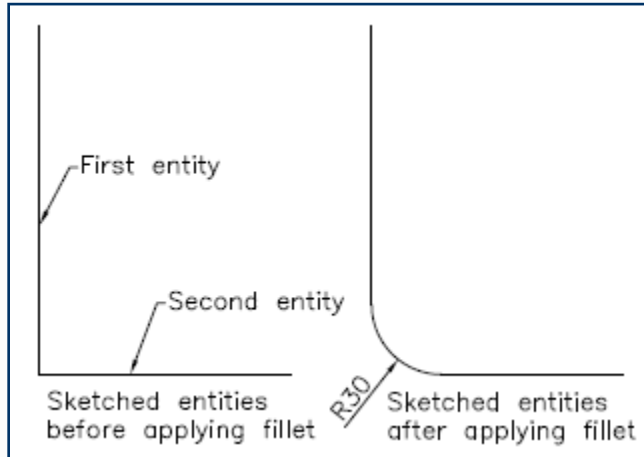 First entity
Second entity
Sketched entities
before applying fillet
R30
Sketched entities
after applying fillet